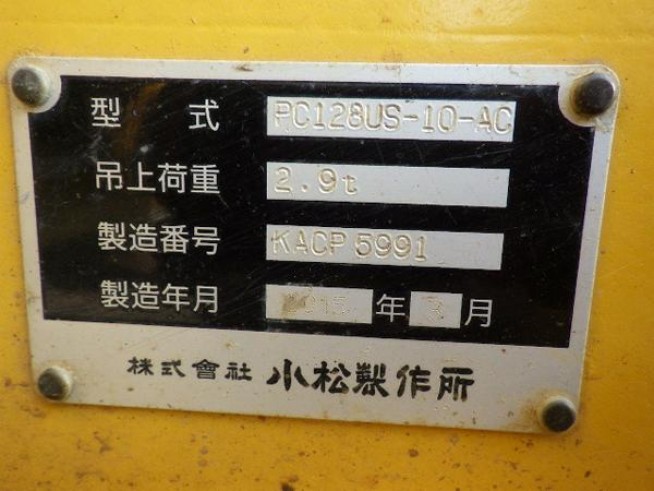 型 式 PC128US-10-AC
吊上荷重 2.9t
製造番号 KACP 5991
製造年月 年 月
株式會社 小松製作所